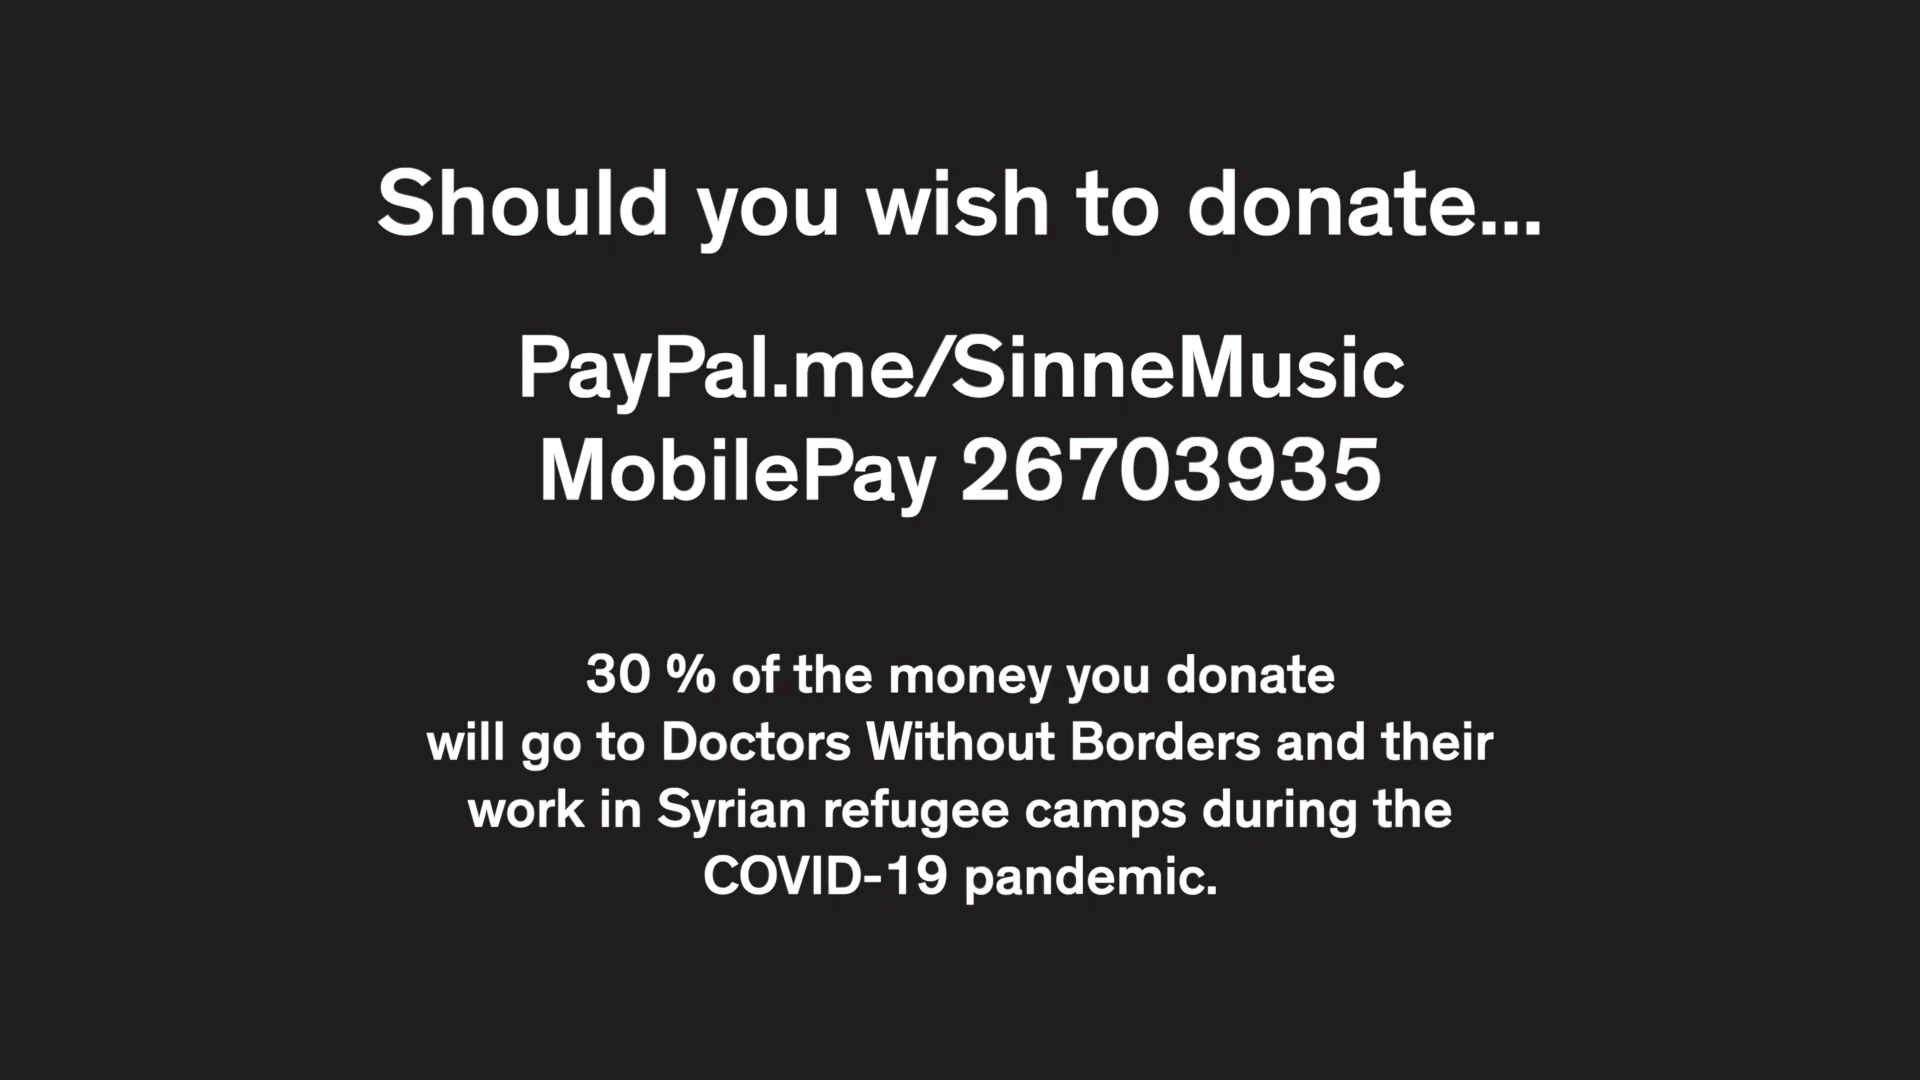 Should you wish to donate...
PayPal.me/SinneMusic
MobilePay 26703935
30 % of the money you donate
will go to Doctors Without Borders and their
work in Syrian refugee camps during the
COVID-19 pandemic.